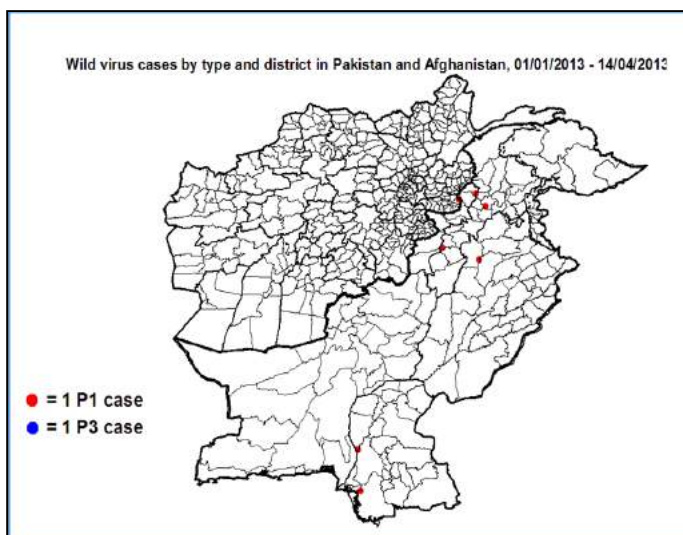 Wild virus cases by type and district in Pakistan and Afghanistan, 01/01/2013 - 14/04/2013
= 1 P1 case
= 1 P3 case